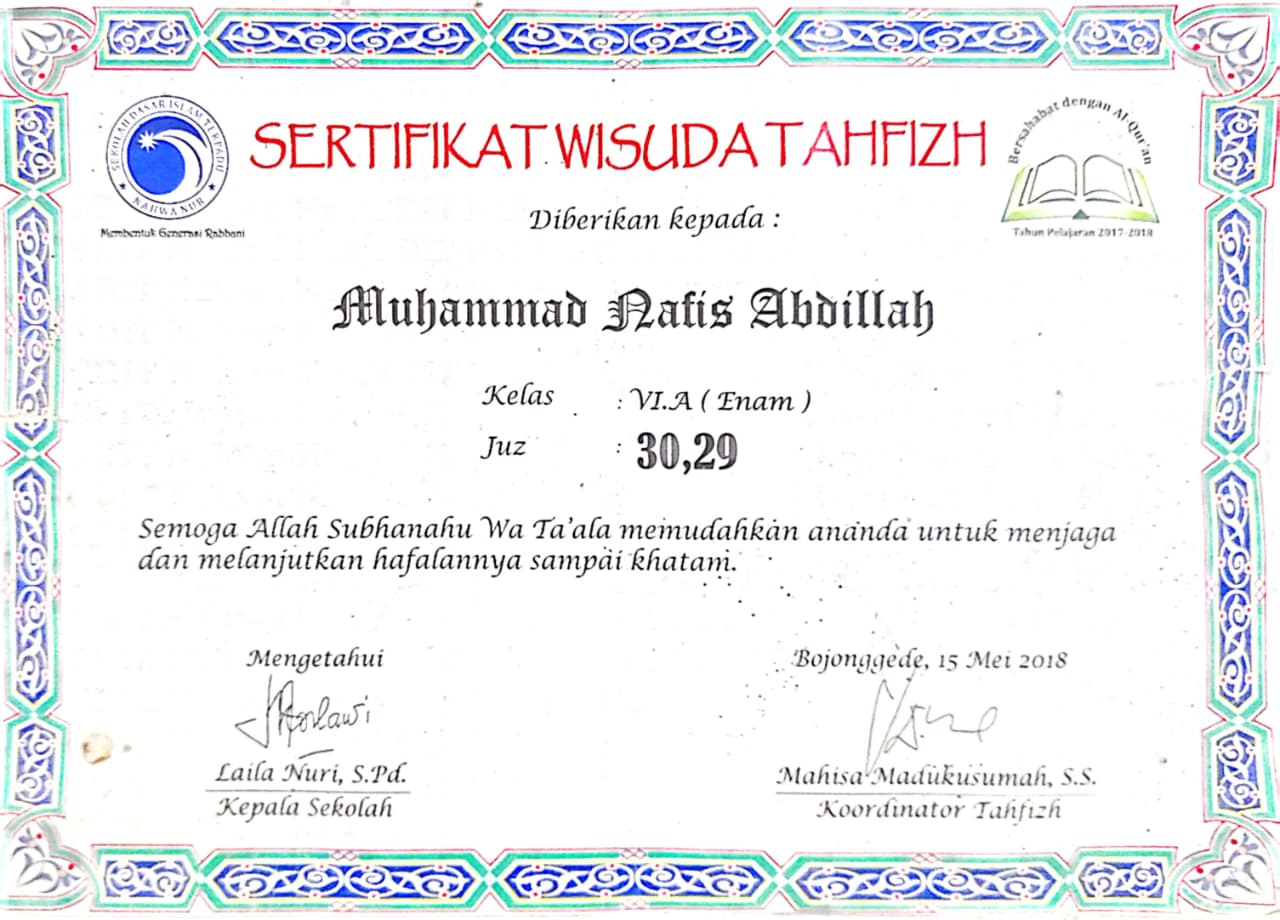 SEKOLAH DASAR ISLAM TERPADU
RAHWA NUR
Membentuk Generasi Rabbani
SERTIFIKAT WISUDA TAHFIZH
Bersahabat dengan Al-Qur'an
Tahun Pelajaran 2017-2018
Diberikan kepada :
Muhammad Nafis Abdillah
Kelas : VI.A ( Enam )
Juz : 30,29
Semoga Allah Subhanahu Wa Ta'ala memudahkan ananda untuk menjaga
dan melanjutkan hafalannya sampai khatam.
Mengetahui
Bojonggede, 15 Mei 2018
Laila Nuri, S.Pd.
Kepala Sekolah
Mahisa Madukusumah, S.S.
Koordinator Tahfizh